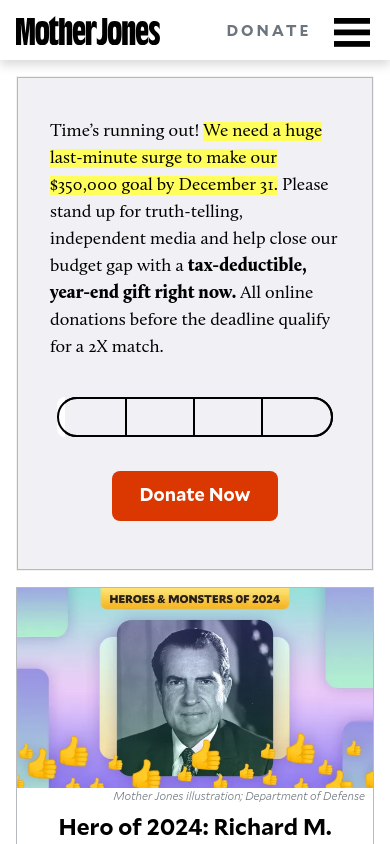 Mother Jones
DONATE
Time’s running out! We need a huge
last-minute surge to make our
$350,000 goal by December 31. Please
stand up for truth-telling,
independent media and help close our
budget gap with a tax-deductible,
year-end gift right now. All online
donations before the deadline qualify
for a 2X match.
Donate Now
HEROES & MONSTERS OF 2024
Mother Jones illustration; Department of Defense
Hero of 2024: Richard M.